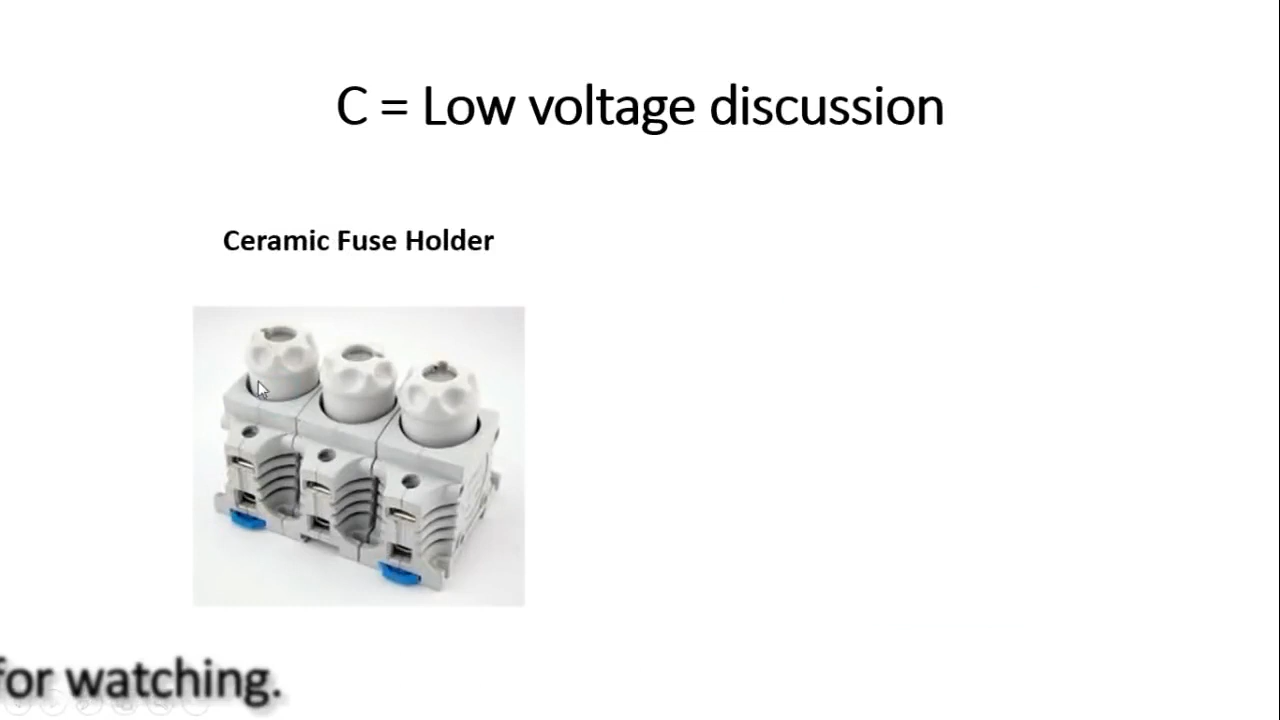 C = Low voltage discussion
Ceramic Fuse Holder
for watching.